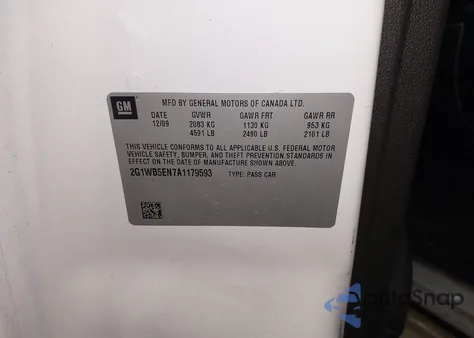 GM
MFD BY GENERAL MOTORS OF CANADA LTD.
DATE GVWR GAWR FRT GAWR RR
12/09 2083 KG 1130 KG 953 KG
4591 LB 2490 LB 2101 LB
THIS VEHICLE CONFORMS TO ALL APPLICABLE U.S. FEDERAL MOTOR
VEHICLE SAFETY, BUMPER, AND THEFT PREVENTION STANDARDS
IN EFFECT ON THE DATE OF MANUFACTURE SHOWN ABOVE.
2G1WB5EN7A1179593 TYPE: PASS CAR
AutoSnap